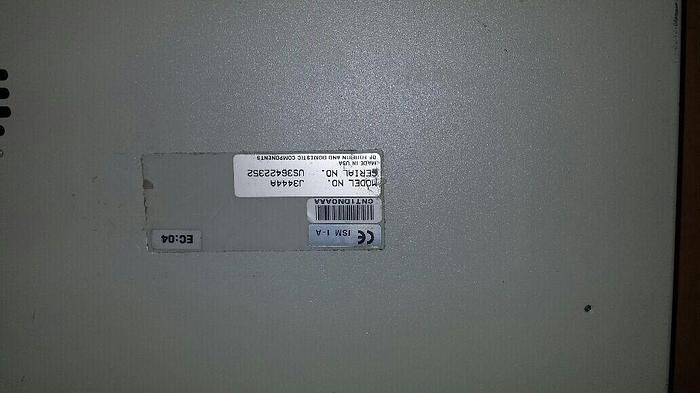 EC:04
CE ISM 1-A
CNTIDNOAAA
MODEL NO. J3444A
SERIAL NO. US36422352
MADE IN USA
OF FOREIGN AND DOMESTIC COMPONENTS